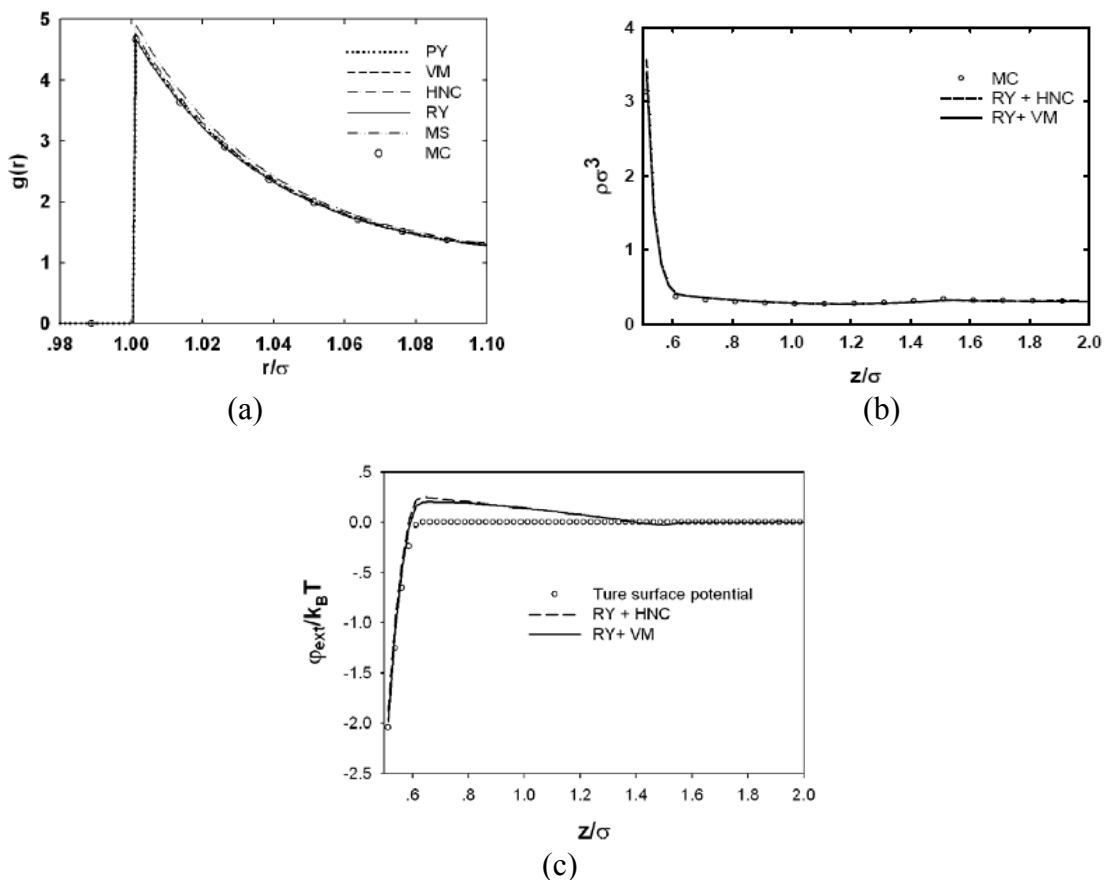 5
4
3
2
1
0
g(r)
PY
VM
HNC
RY
MS
MC
.98 1.00 1.02 1.04 1.06 1.08 1.10
r/σ
(a)
4
3
2
1
0
ρσ³
MC
RY + HNC
RY+ VM
.6 .8 1.0 1.2 1.4 1.6 1.8 2.0
z/σ
(b)
.5
0.0
-.5
-1.0
-1.5
-2.0
-2.5
φext/kBT
Ture surface potential
RY + HNC
RY+ VM
.6 .8 1.0 1.2 1.4 1.6 1.8 2.0
z/σ
(c)